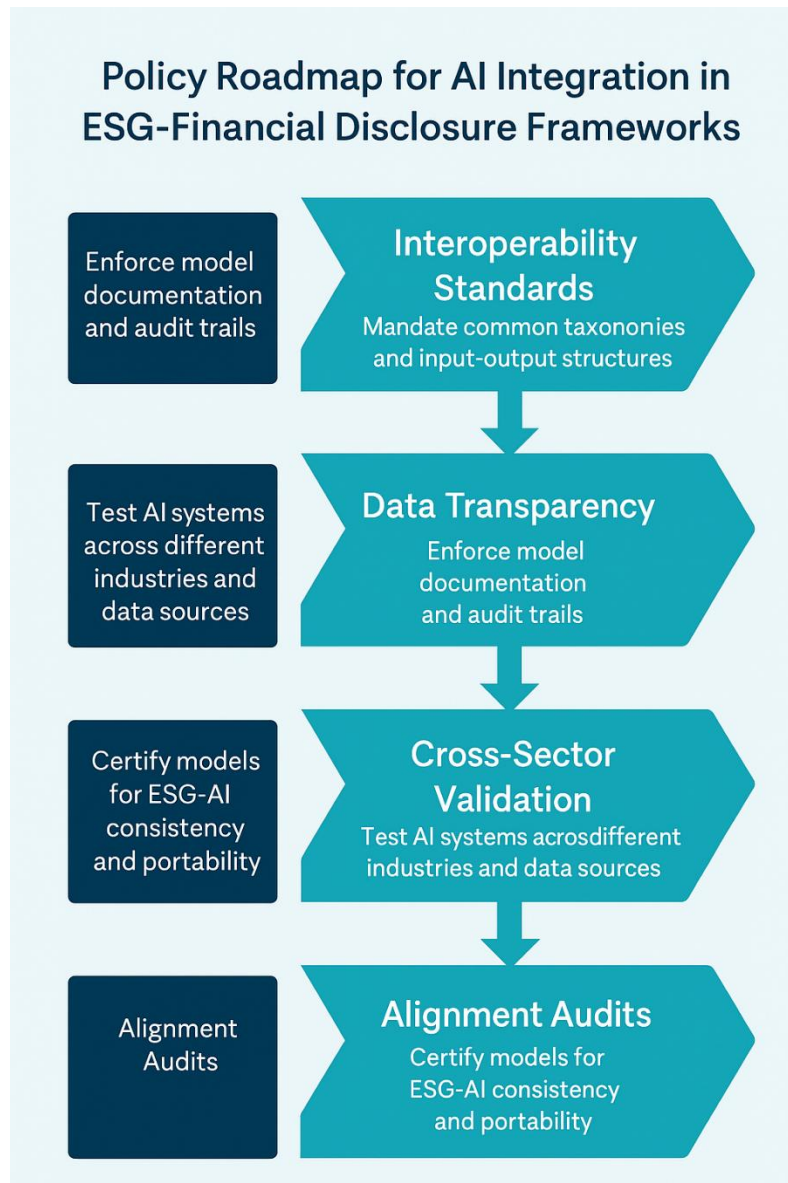 Policy Roadmap for AI Integration in
ESG-Financial Disclosure Frameworks
Enforce model
documentation
and audit trails
Interoperability
Standards
Mandate common taxononies
and input-output structures
Test AI systems
across different
industries and
data sources
Data Transparency
Enforce model
documentation
and audit trails
Certify models
for ESG-AI
consistency
and portability
Cross-Sector
Validation
Test AI systems acrosdifferent
industries and data sources
Alignment
Audits
Alignment Audits
Certify models for
ESG-AI consistency
and portability